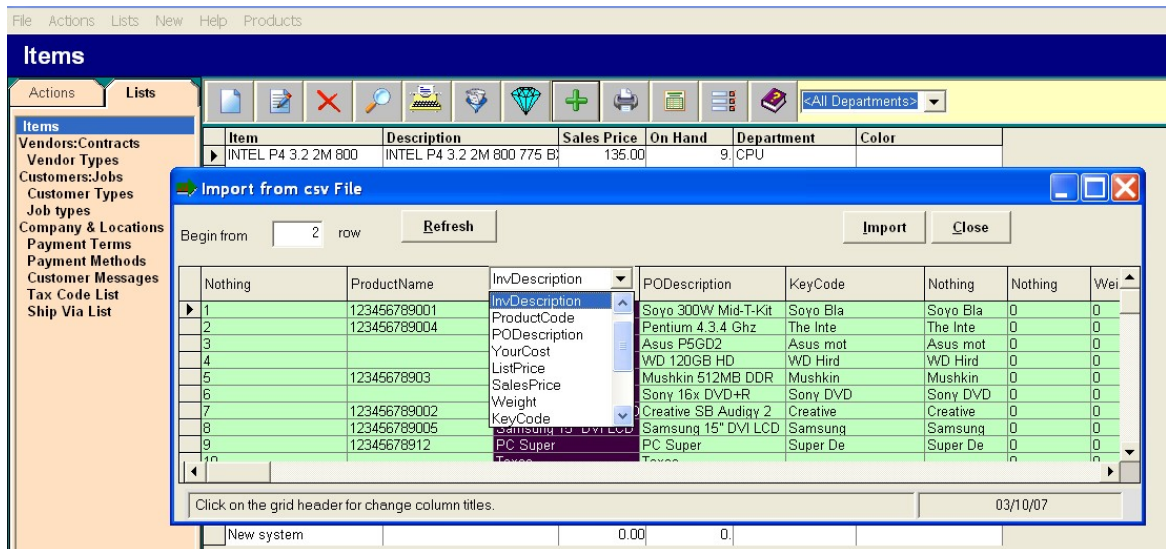 File Actions Lists New Help Products
Items
Actions Lists
<All Departments>
Items
Vendors:Contracts
Vendor Types
Customers:Jobs
Customer Types
Job types
Company & Locations
Payment Terms
Payment Methods
Customer Messages
Tax Code List
Ship Via List
Item Description Sales Price On Hand Department Color
INTEL P4 3.2 2M 800 INTEL P4 3.2 2M 800 775 B 135.00 9. CPU
Import from csv File
Begin from 2 row Refresh Import Close
Nothing ProductName InvDescription PODescription KeyCode Nothing Nothing Wei
InvDescription
ProductCode
PODescription
YourCost
ListPrice
SalesPrice
Weight
KeyCode
1 123456789001 Soyo 300W Mid-T-Kit Soyo Bla Soyo Bla 0 0
2 123456789004 Pentium 4.3.4 Ghz The Inte The Inte 0 0
3 Asus P5GD2 Asus mot Asus mot 0 0
4 WD 120GB HD WD Hird WD Hird 0 0
5 12345678903 Mushkin 512MB DDR Mushkin Mushkin 0 0
6 Sony 16x DVD+R Sony DVD Sony DVD 0 0
7 123456789002 Creative SB Audigy 2 Creative Creative 0 0
8 123456789005 Samsung 15" DVI LCD Samsung 15" DVI LCD Samsung Samsung 0 0
9 12345678912 PC Super PC Super Super De Super De 0 0
10 Texas Texas 0 0
Click on the grid header for change column titles. 03/10/07
New system 0.00 0.